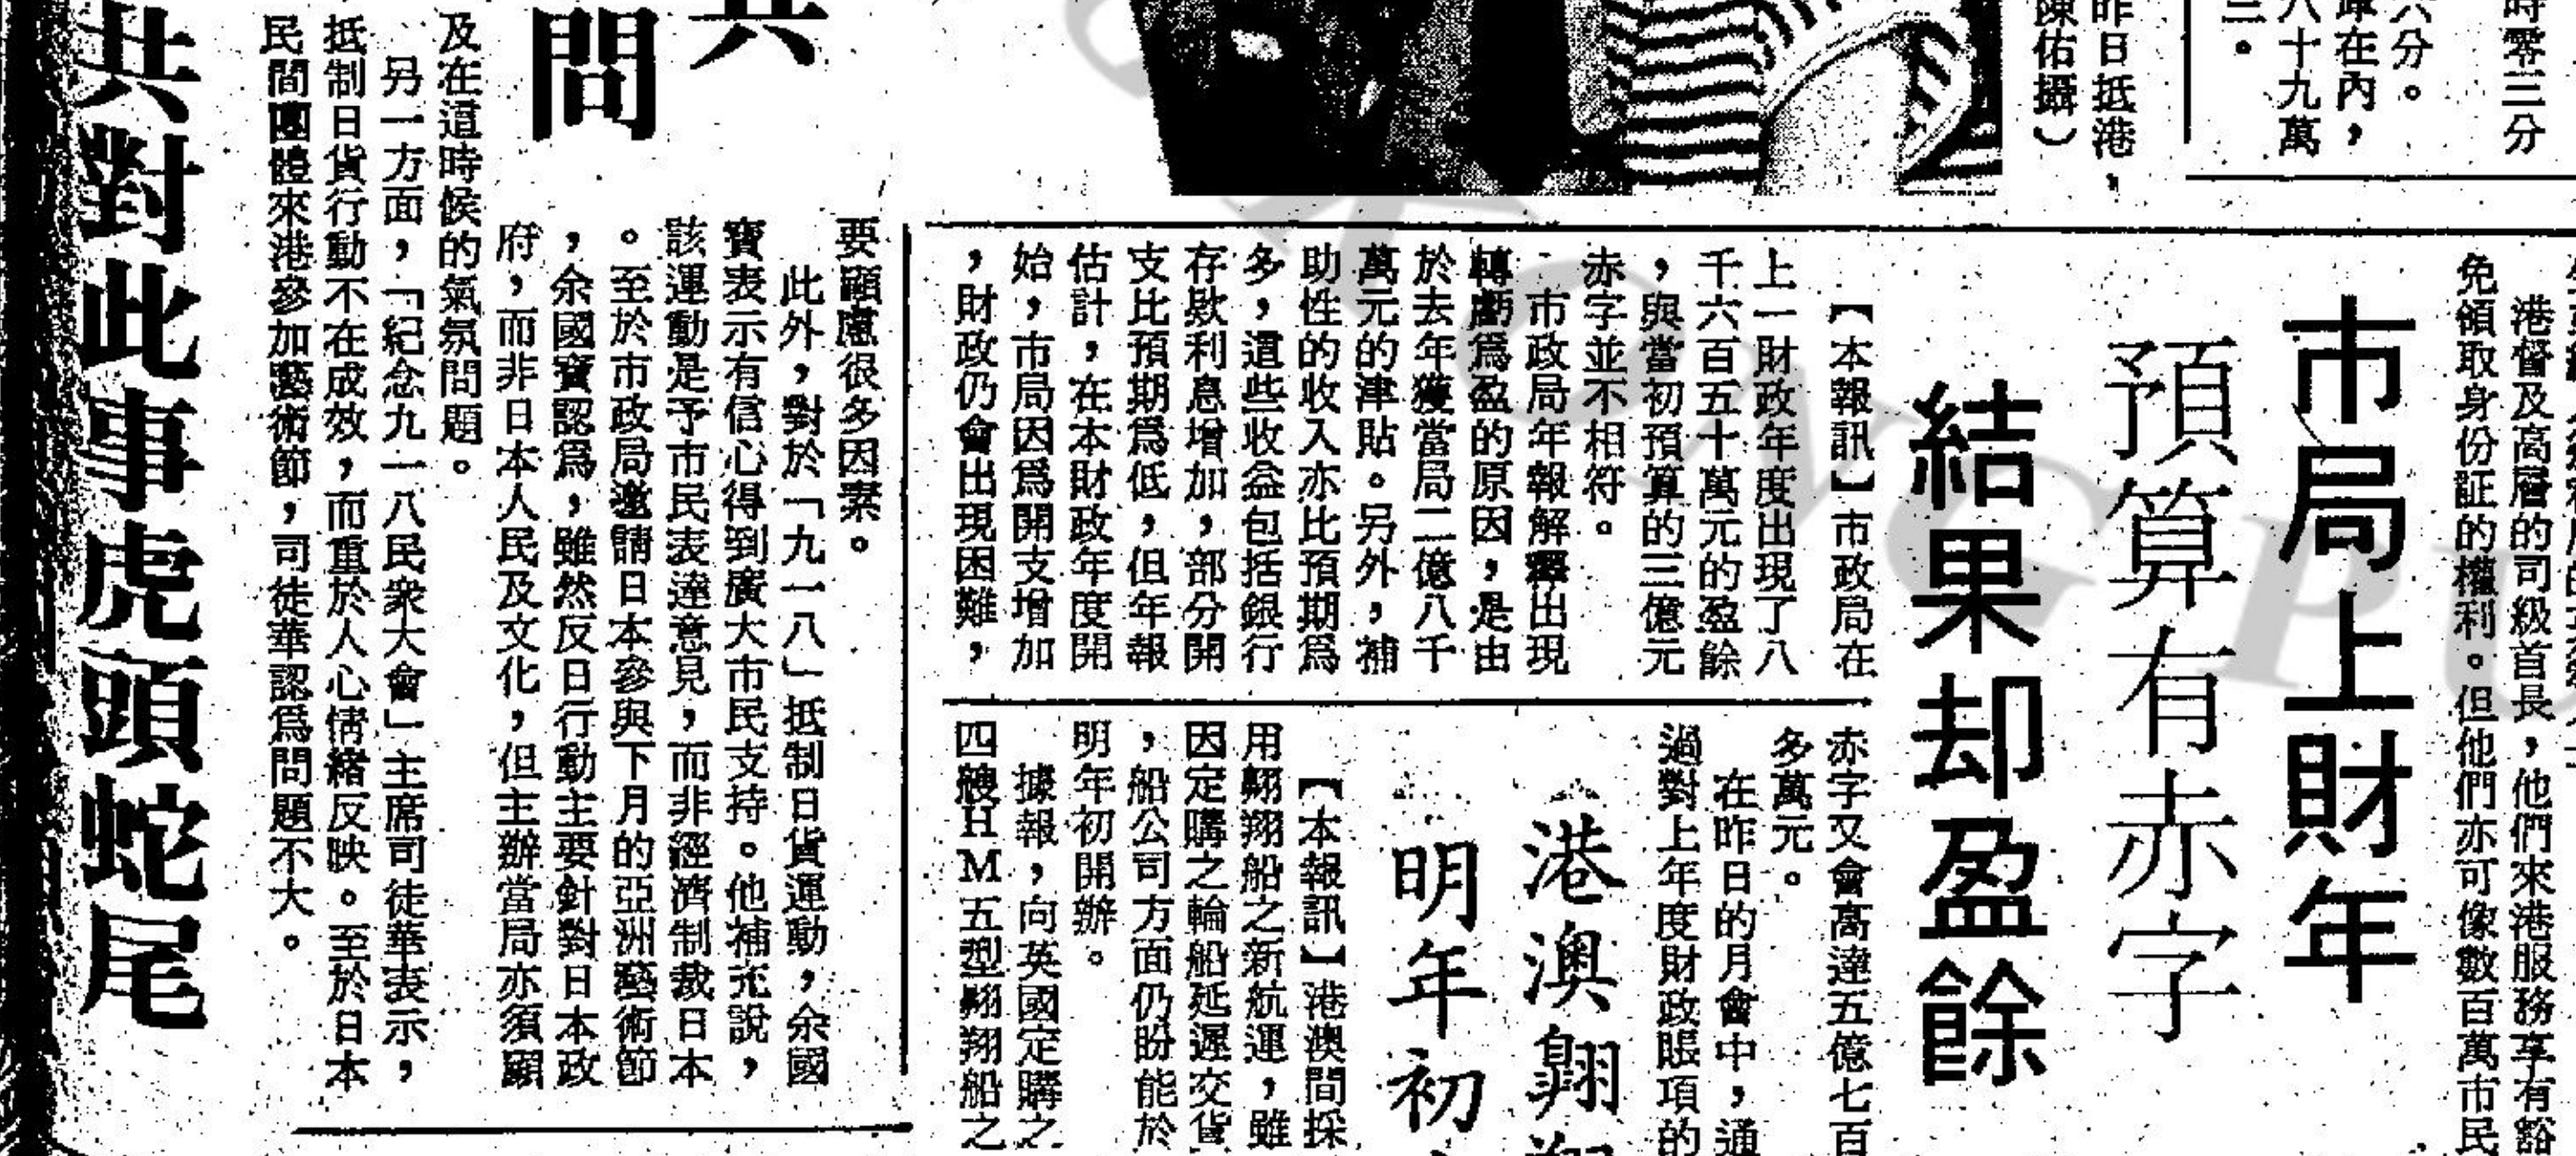 時零三分
六分。
庫在內，
八十九萬
三。
昨日抵港，
陳佑攝）
港督及高層的司級首長，他們來港服務享有豁
免領取身份証的權利。但他們亦可像數百萬市民
市局上財年
預算有赤字
結果却盈餘
【本報訊】市政局在
上一財政年度出現了八
千六百五十萬元的盈餘
，與當初預算的三億元
赤字並不相符。
市政局年報解釋出現
轉虧爲盈的原因，是由
於去年獲當局二億八千
萬元的津貼。另外，補
助性的收入亦比預期爲
多，這些收益包括銀行
存欵利息增加，部分開
支比預期爲低，但年報
估計，在本財政年度開
始，市局因爲開支增加
，財政仍會出現困難，
赤字又會高達五億七百
多萬元。
在昨日的月會中，通
過對上年度財政賬項的
港澳翺翔
明年初
【本報訊】港澳間採
用翺翔船之新航運，雖
因定購之輪船延遲交貨
，船公司方面仍盼能於
明年初開辦。
據報，向英國定購之
四艘HM五型翺翔船之
共
問
要顧慮很多因素。
此外，對於「九一八」抵制日貨運動，余國
寶表示有信心得到廣大市民支持。他補充說，
該運動是予市民表達意見，而非經濟制裁日本
。至於市政局邀請日本參與下月的亞洲藝術節
，余國寶認爲，雖然反日行動主要針對日本政
府，而非日本人民及文化，但主辦當局亦須顧
及在這時候的氣氛問題。
另一方面，「紀念九一八民衆大會」主席司徒華表示，
抵制日貨行動不在成效，而重於人心情緒反映。至於日本
民間團體來港參加藝術節，司徒華認爲問題不大。
共對此事虎頭蛇尾